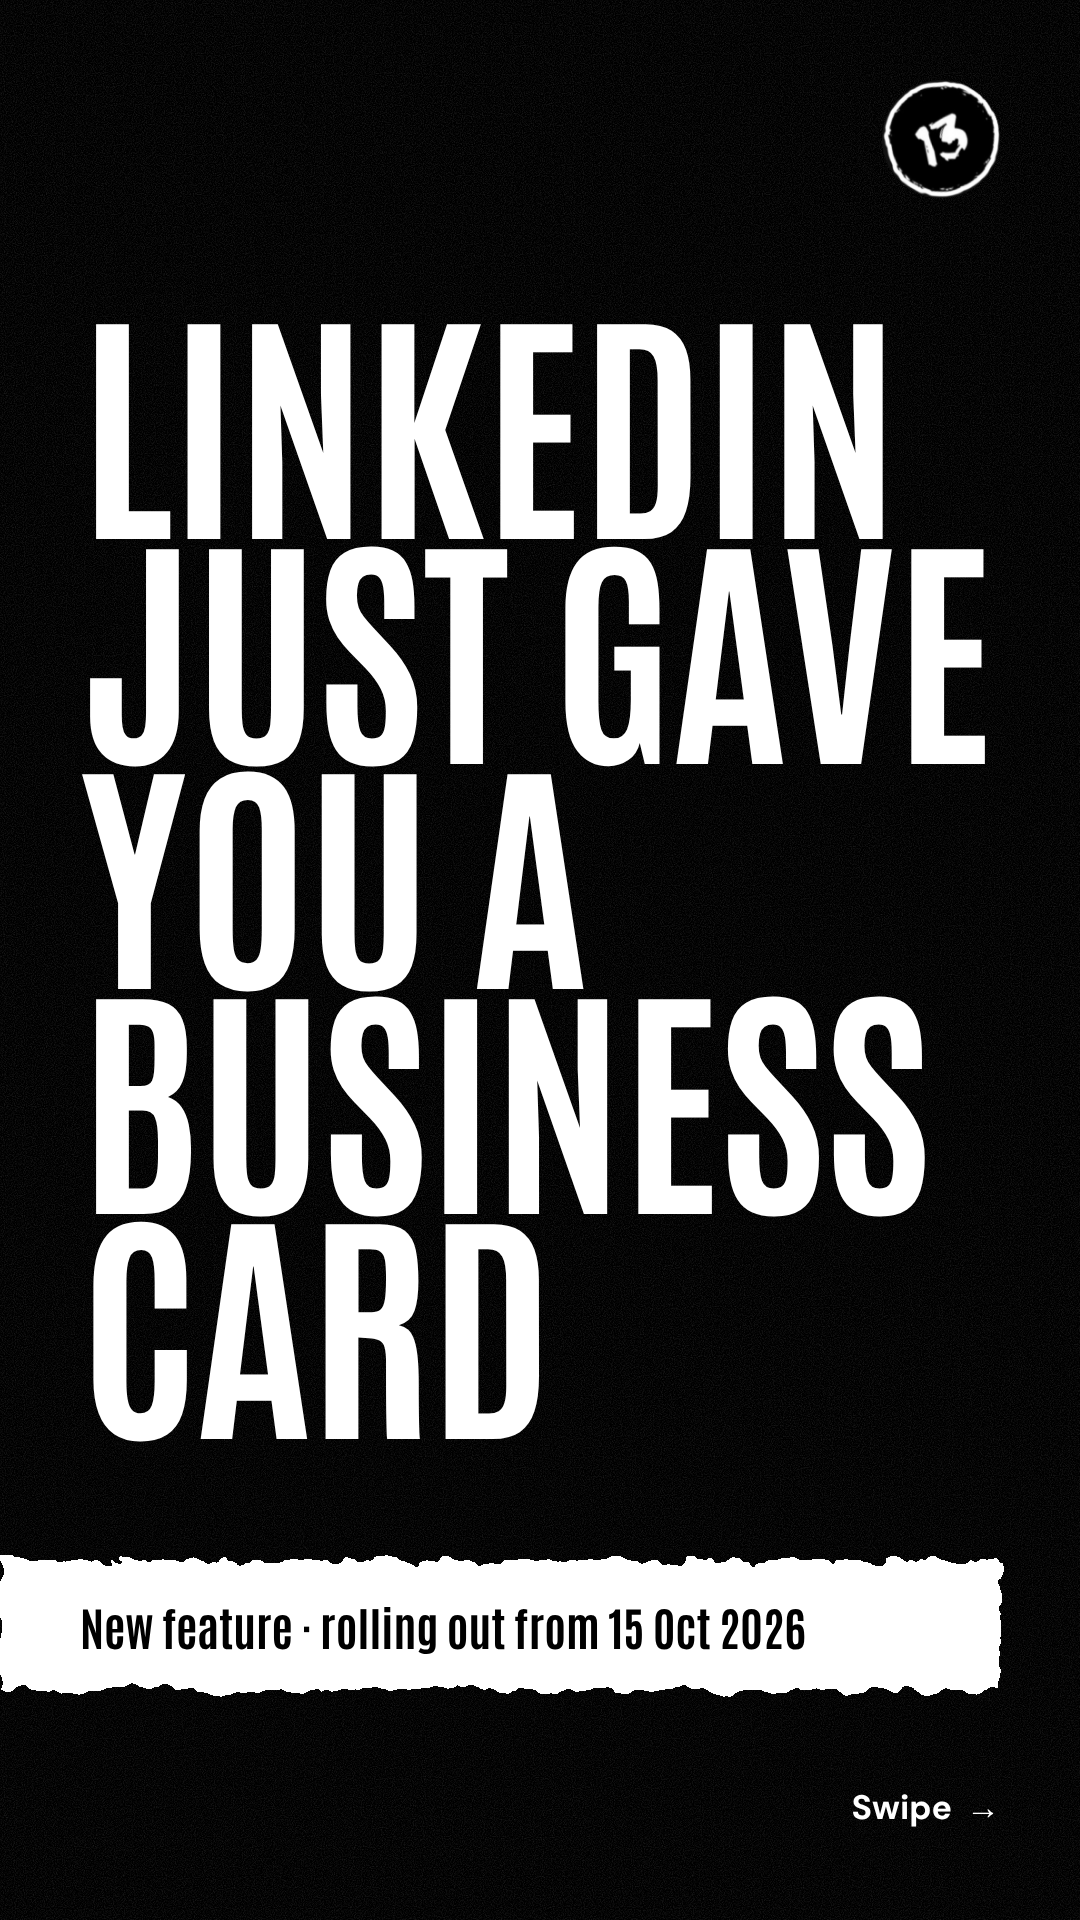 13
LINKEDIN
JUST GAVE
YOU A
BUSINESS
CARD
New feature · rolling out from 15 Oct 2026
Swipe →